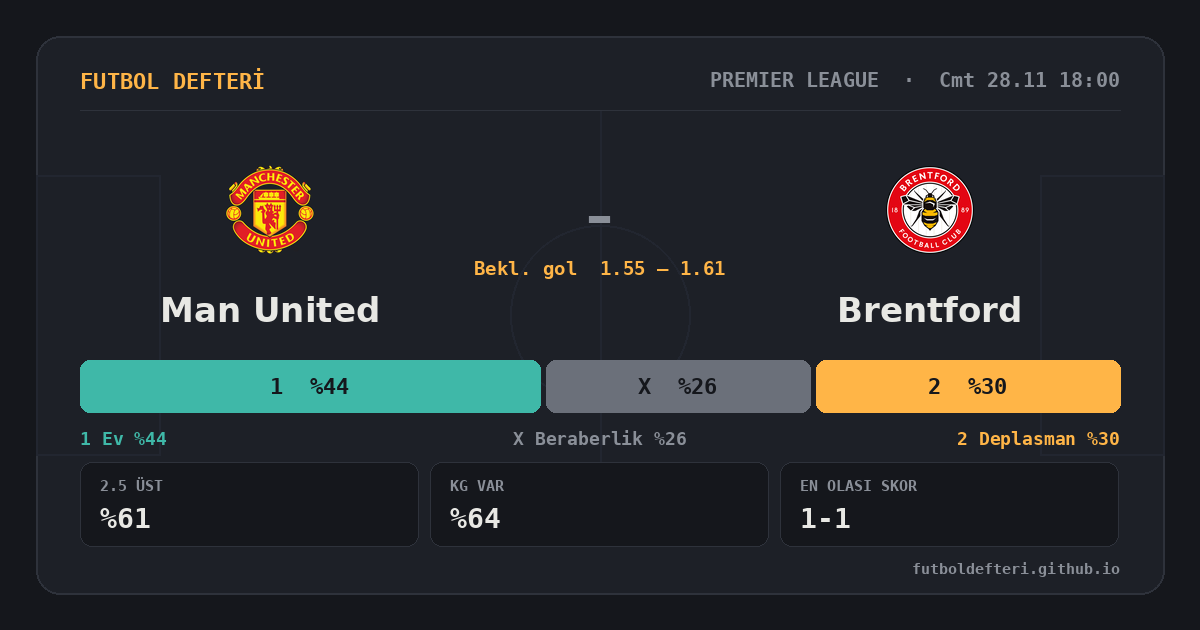 FUTBOL DEFTERİ
PREMIER LEAGUE · Cmt 28.11 18:00
MANCHESTER
UNITED
BRENTFORD
18 89
FOOTBALL CLUB
-
Bekl. gol 1.55 – 1.61
Man United
Brentford
1 %44
X %26
2 %30
1 Ev %44
X Beraberlik %26
2 Deplasman %30
2.5 ÜST
%61
KG VAR
%64
EN OLASI SKOR
1-1
futboldefteri.github.io